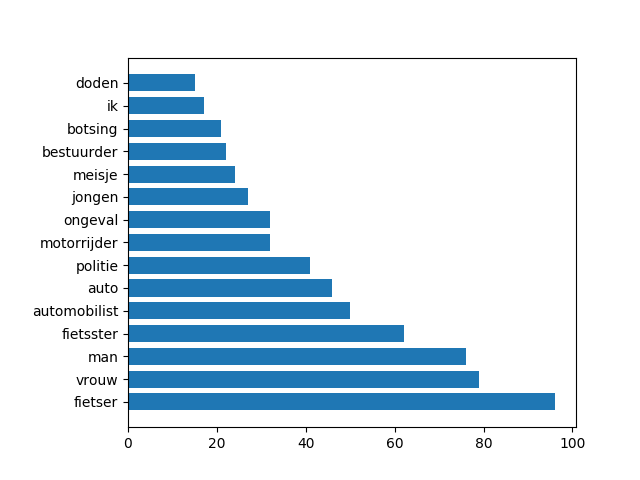 doden
ik
botsing
bestuurder
meisje
jongen
ongeval
motorrijder
politie
auto
automobilist
fietsster
man
vrouw
fietser
0 20 40 60 80 100